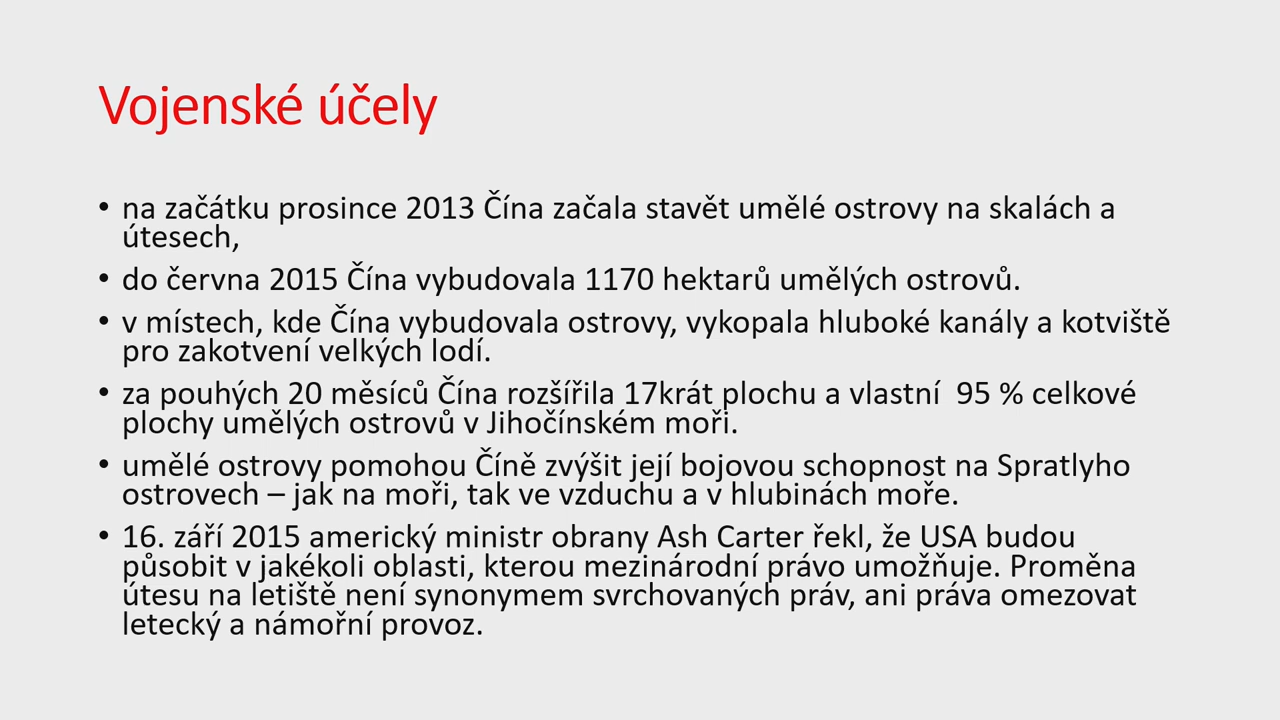 Vojenské účely
• na začátku prosince 2013 Čína začala stavět umělé ostrovy na skalách a
útesech,
• do června 2015 Čína vybudovala 1170 hektarů umělých ostrovů.
• v místech, kde Čína vybudovala ostrovy, vykopala hluboké kanály a kotviště
pro zakotvení velkých lodí.
• za pouhých 20 měsíců Čína rozšířila 17krát plochu a vlastní  95 % celkové
plochy umělých ostrovů v Jihočínském moři.
• umělé ostrovy pomohou Číně zvýšit její bojovou schopnost na Spratlyho
ostrovech – jak na moři, tak ve vzduchu a v hlubinách moře.
• 16. září 2015 americký ministr obrany Ash Carter řekl, že USA budou
působit v jakékoli oblasti, kterou mezinárodní právo umožňuje. Proměna
útesu na letiště není synonymem svrchovaných práv, ani práva omezovat
letecký a námořní provoz.